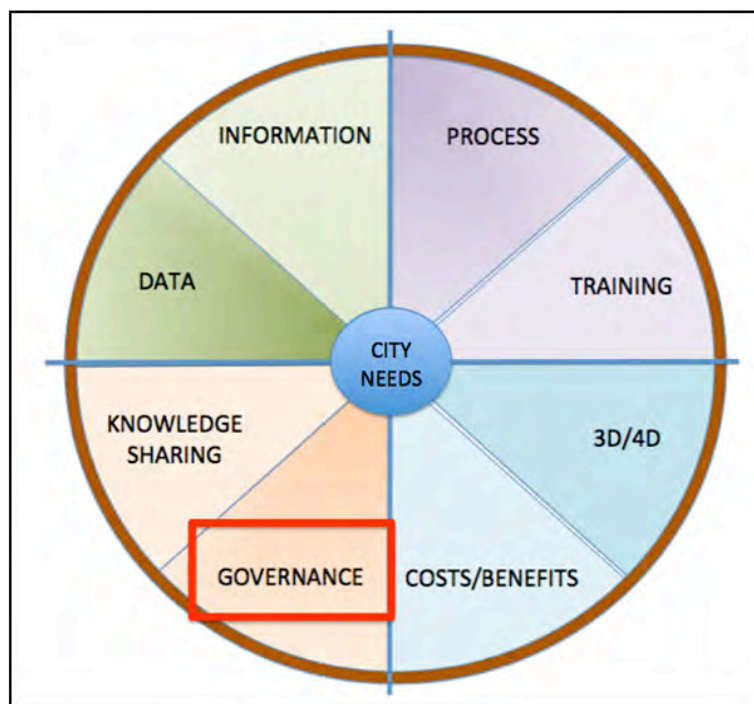 INFORMATION
PROCESS
DATA
TRAINING
CITY
NEEDS
KNOWLEDGE
SHARING
3D/4D
GOVERNANCE
COSTS/BENEFITS